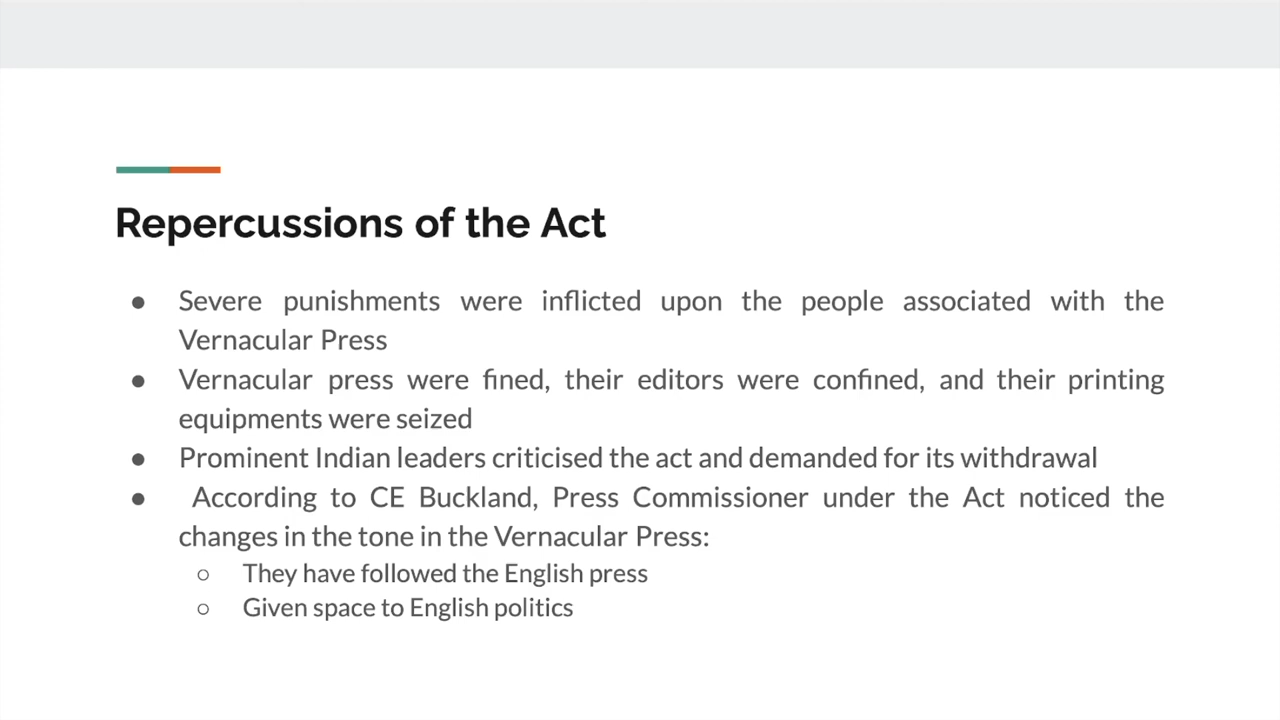 Repercussions of the Act
● Severe punishments were inflicted upon the people associated with the
Vernacular Press
● Vernacular press were fined, their editors were confined, and their printing
equipments were seized
● Prominent Indian leaders criticised the act and demanded for its withdrawal
● According to CE Buckland, Press Commissioner under the Act noticed the
changes in the tone in the Vernacular Press:
○ They have followed the English press
○ Given space to English politics